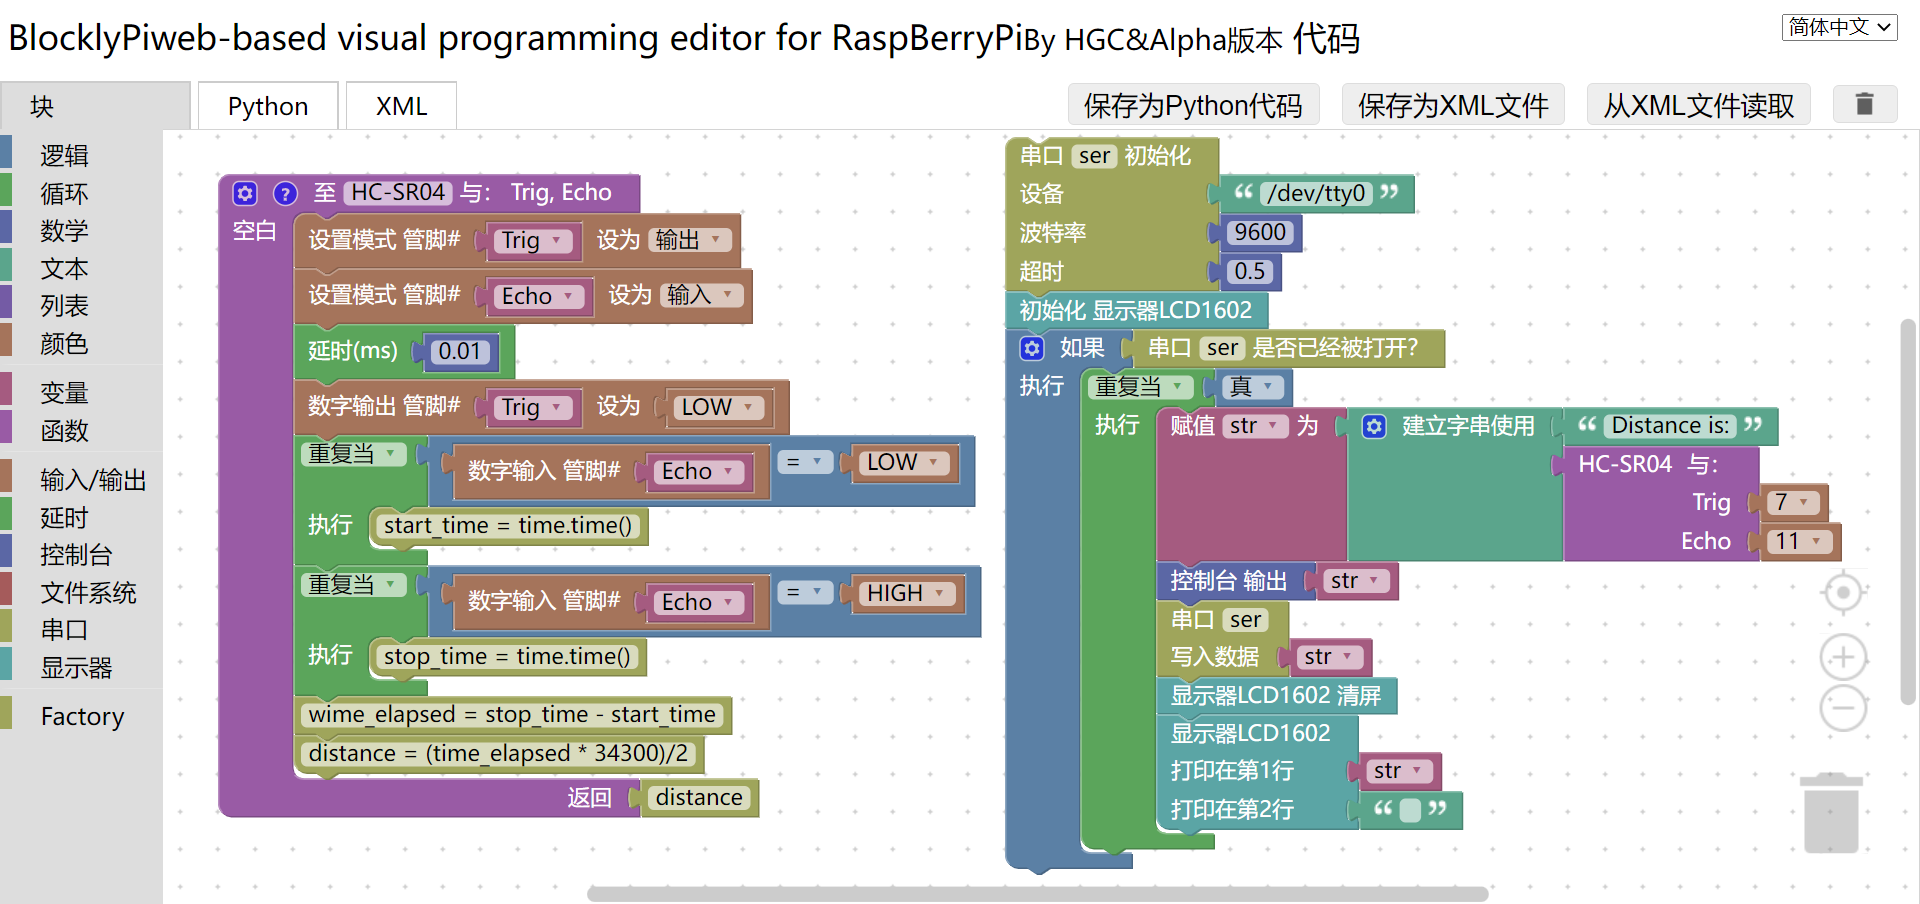 BlocklyPiweb-based visual programming editor for RaspBerryPiBy HGC&Alpha版本 代码
简体中文
块
Python
XML
保存为Python代码
保存为XML文件
从XML文件读取
逻辑
循环
数学
文本
列表
颜色
变量
函数
输入/输出
延时
控制台
文件系统
串口
显示器
Factory
? 至 HC-SR04 与: Trig, Echo
空白
设置模式 管脚# Trig 设为 输出
设置模式 管脚# Echo 设为 输入
延时(ms) 0.01
数字输出 管脚# Trig 设为 LOW
重复当 数字输入 管脚# Echo = LOW
执行 start_time = time.time()
重复当 数字输入 管脚# Echo = HIGH
执行 stop_time = time.time()
wime_elapsed = stop_time - start_time
distance = (time_elapsed * 34300)/2
返回 distance
串口 ser 初始化
设备 “ /dev/tty0 ”
波特率 9600
超时 0.5
初始化 显示器LCD1602
如果 串口 ser 是否已经被打开?
执行 重复当 真
执行 赋值 str 为 建立字串使用 “ Distance is: ”
HC-SR04 与:
Trig 7
Echo 11
控制台 输出 str
串口 ser
写入数据 str
显示器LCD1602 清屏
显示器LCD1602
打印在第1行 str
打印在第2行 “ ”